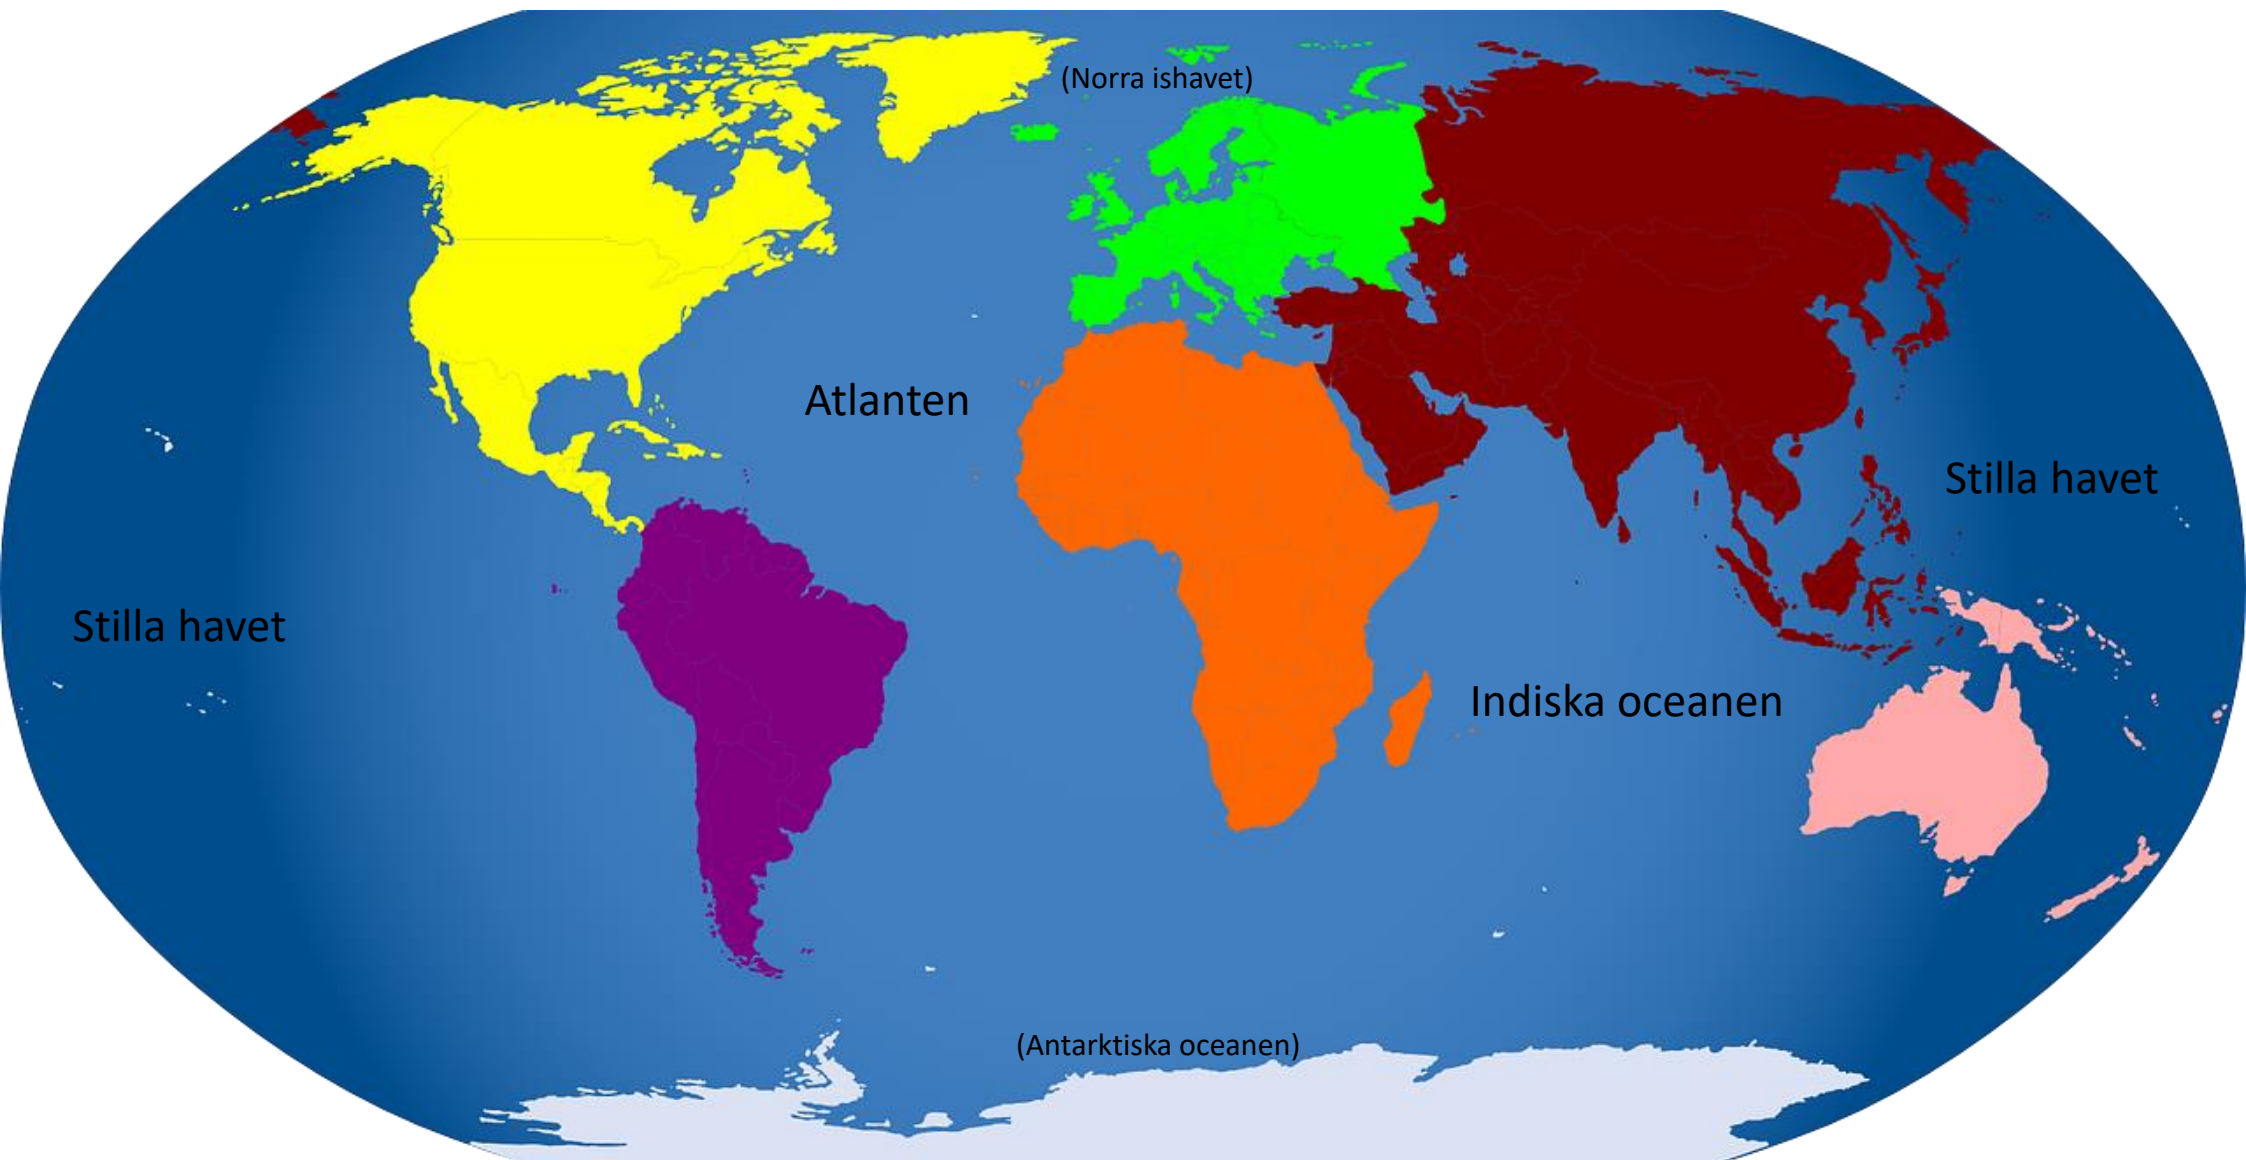 (Norra ishavet)
Atlanten
Stilla havet
Stilla havet
Indiska oceanen
(Antarktiska oceanen)